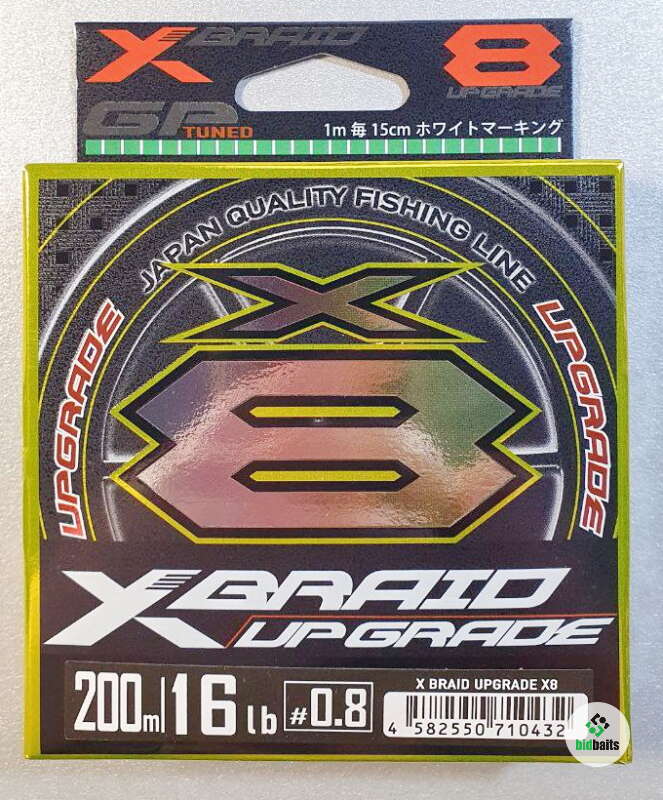 X BRAID
8
UPGRADE
GP
TUNED
1m 毎 15cm ホワイトマーキング
JAPAN QUALITY FISHING LINE
UPGRADE
X
8
UPGRADE
X BRAID
UPGRADE
200m 16 lb #0.8
X BRAID UPGRADE X8
4 582550 710432
bidbaits